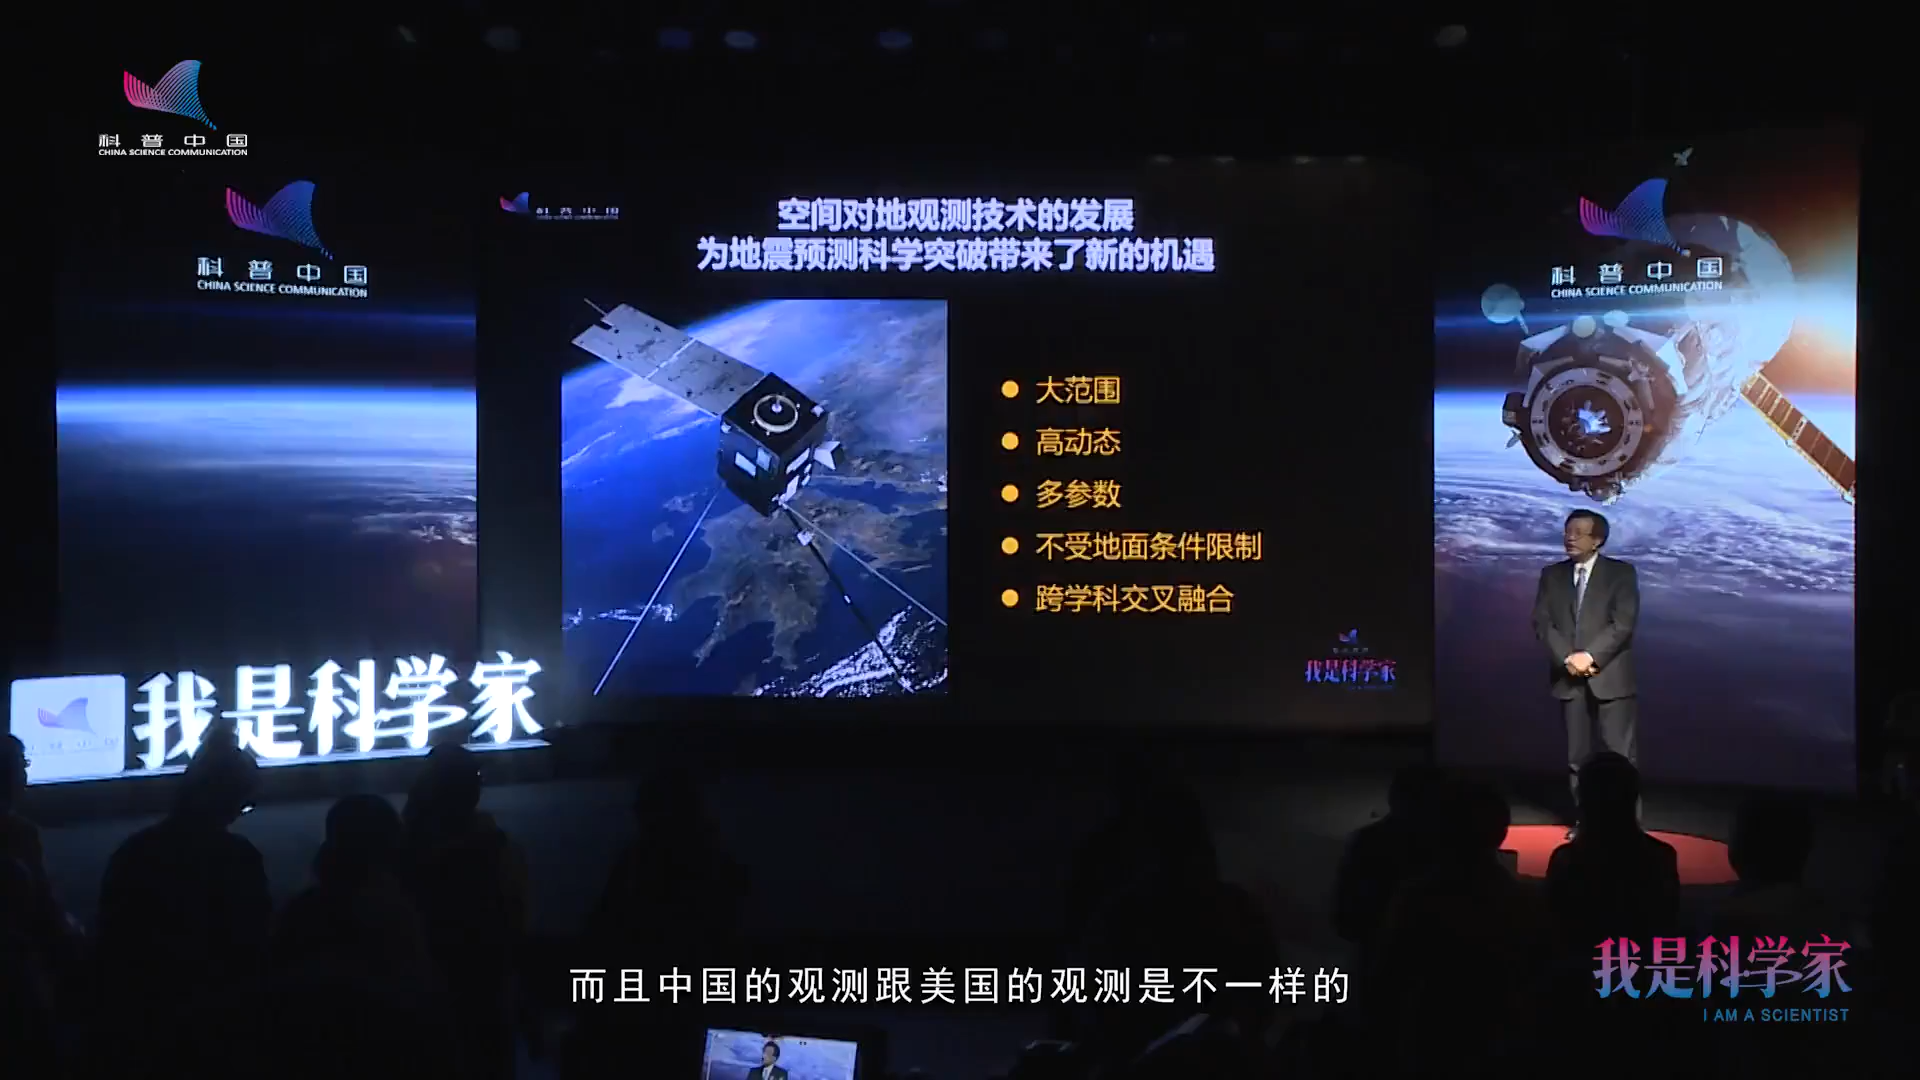 科普中国
CHINA SCIENCE COMMUNICATION
科普中国
CHINA SCIENCE COMMUNICATION
科普中国
空间对地观测技术的发展
为地震预测科学突破带来了新的机遇
大范围
高动态
多参数
不受地面条件限制
跨学科交叉融合
我是科学家
科普中国
CHINA SCIENCE COMMUNICATION
我是科学家
而且中国的观测跟美国的观测是不一样的
我是科学家
I AM A SCIENTIST